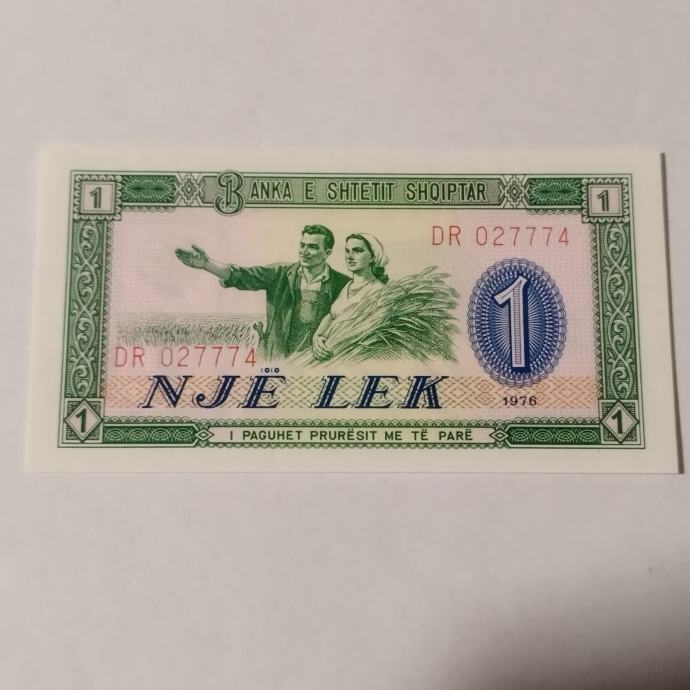 1 BANKA E SHTETIT SHQIPTAR 1
DR 027774
1
DR 027774
NJË LEK 1976
1 I PAGUHET PRURËSIT ME TË PARË 1